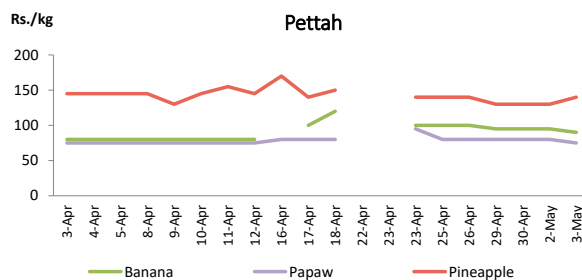 Rs./kg
Pettah
200
150
100
50
0
3-Apr
4-Apr
5-Apr
8-Apr
9-Apr
10-Apr
11-Apr
12-Apr
16-Apr
17-Apr
18-Apr
22-Apr
22-Apr
23-Apr
25-Apr
26-Apr
29-Apr
30-Apr
2-May
3-May
Banana Papaw Pineapple